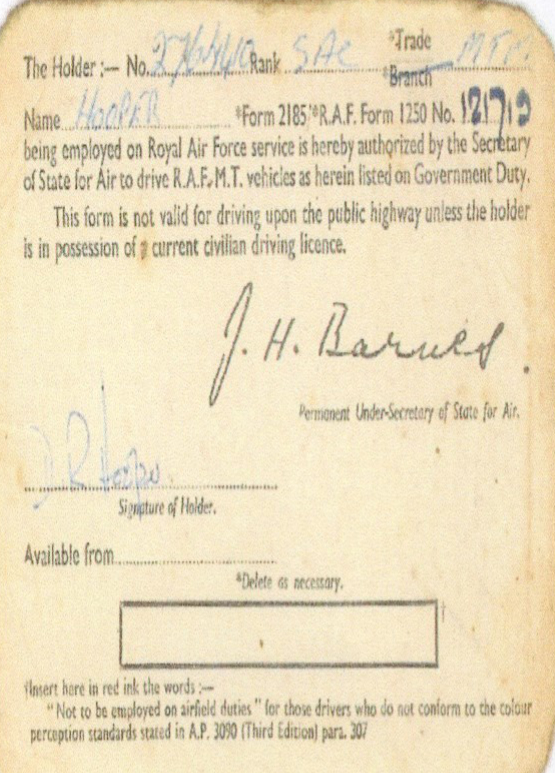 *Trade
The Holder :— No. Rank SAC M.T.F.
*Branch
Name HOOPER *Form 2185/*R.A.F. Form 1250 No.
being employed on Royal Air Force service is hereby authorized by the Secretary
of State for Air to drive R.A.F. M.T. vehicles as herein listed on Government Duty.
This form is not valid for driving upon the public highway unless the holder
is in possession of a current civilian driving licence.
J. H. Barnes.
Permanent Under-Secretary of State for Air.
D R Hooper
Signature of Holder.
Available from
*Delete as necessary.
†
†Insert here in red ink the words :—
"Not to be employed on airfield duties" for those drivers who do not conform to the colour
perception standards stated in A.P. 3090 (Third Edition) para. 307